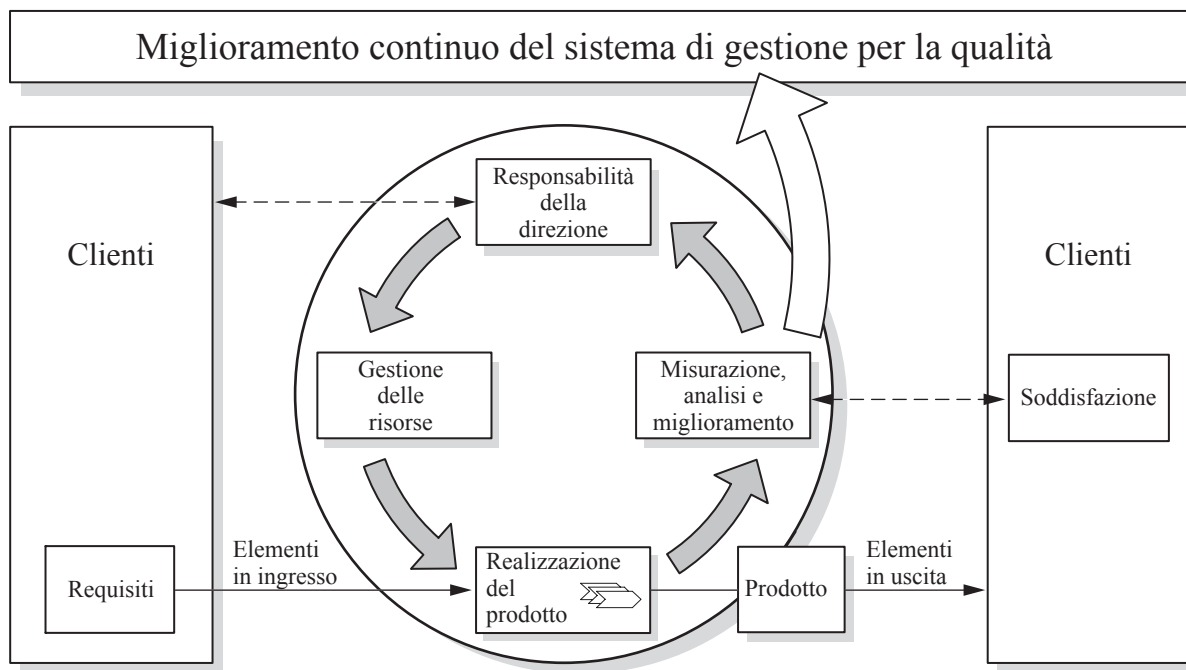 Miglioramento continuo del sistema di gestione per la qualità
Clienti
Requisiti
Elementi
in ingresso
Responsabilità
della
direzione
Gestione
delle
risorse
Misurazione,
analisi e
miglioramento
Realizzazione
del
prodotto
Prodotto
Elementi
in uscita
Clienti
Soddisfazione